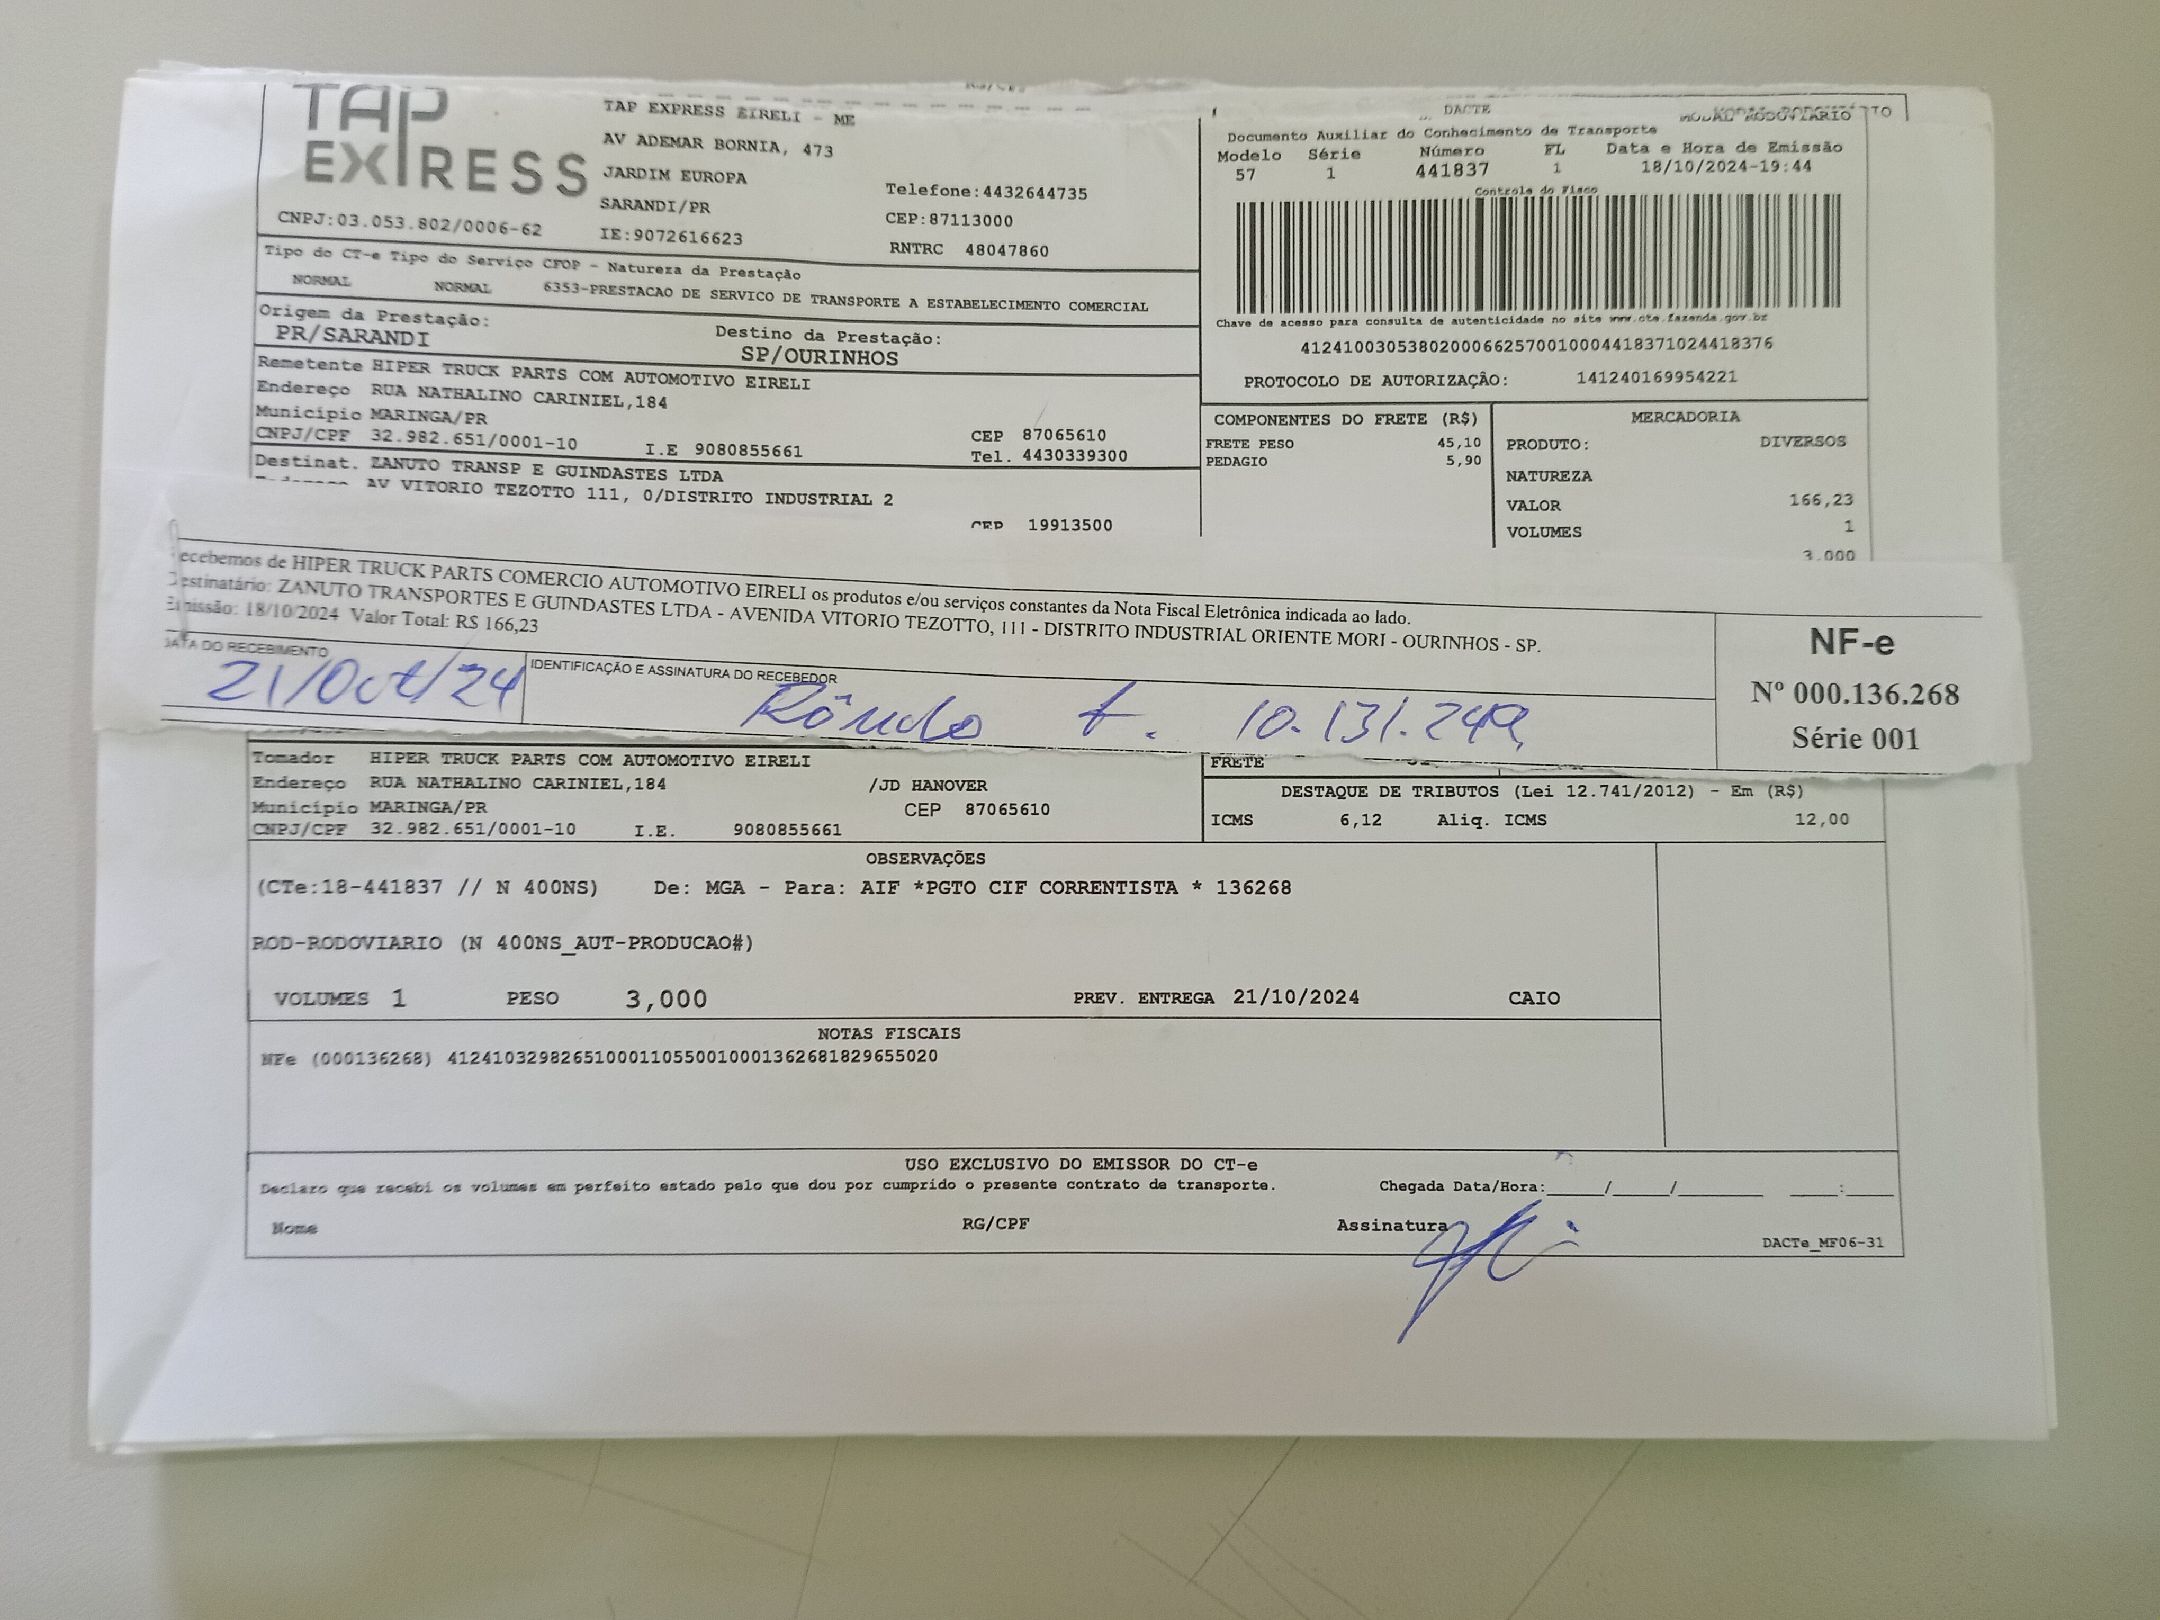 TAP EXPRESS
TAP EXPRESS EIRELI - ME
AV ADEMAR BORNIA, 473
JARDIM EUROPA
SARANDI/PR
IE:9072616623
Telefone:4432644735
CEP:87113000
RNTRC 48047860
CNPJ:03.053.802/0006-62
DACTE
MODAL RODOVIARIO
Documento Auxiliar do Conhecimento de Transporte
Modelo Série Número FL Data e Hora de Emissão
57 1 441837 1 18/10/2024-19:44
Controle do Fisco
Chave de acesso para consulta de autenticidade no site www.cte.fazenda.gov.br
41241003053802000662570010004418371024418376
PROTOCOLO DE AUTORIZAÇÃO: 141240169954221
Tipo do CT-e Tipo do Serviço CFOP - Natureza da Prestação
NORMAL NORMAL 6353-PRESTACAO DE SERVICO DE TRANSPORTE A ESTABELECIMENTO COMERCIAL
Origem da Prestação: Destino da Prestação:
PR/SARANDI SP/OURINHOS
Remetente HIPER TRUCK PARTS COM AUTOMOTIVO EIRELI
Endereço RUA NATHALINO CARINIEL,184
Município MARINGA/PR CEP 87065610
CNPJ/CPF 32.982.651/0001-10 I.E 9080855661 Tel. 4430339300
Destinat. ZANUTO TRANSP E GUINDASTES LTDA
AV VITORIO TEZOTTO 111, 0/DISTRITO INDUSTRIAL 2
CEP 19913500
COMPONENTES DO FRETE (R$)
FRETE PESO 45,10
PEDAGIO 5,90
MERCADORIA
PRODUTO: DIVERSOS
NATUREZA
VALOR 166,23
VOLUMES 1
3.000
ecebemos de HIPER TRUCK PARTS COMERCIO AUTOMOTIVO EIRELI os produtos e/ou serviços constantes da Nota Fiscal Eletrônica indicada ao lado.
Destinatário: ZANUTO TRANSPORTES E GUINDASTES LTDA - AVENIDA VITORIO TEZOTTO, 111 - DISTRITO INDUSTRIAL ORIENTE MORI - OURINHOS - SP.
Emissão: 18/10/2024 Valor Total: R$ 166,23
DATA DO RECEBIMENTO
21/Oct/24
IDENTIFICAÇÃO E ASSINATURA DO RECEBEDOR
10.131.249
NF-e
Nº 000.136.268
Série 001
Tomador HIPER TRUCK PARTS COM AUTOMOTIVO EIRELI
Endereço RUA NATHALINO CARINIEL,184 /JD HANOVER
Município MARINGA/PR CEP 87065610
CNPJ/CPF 32.982.651/0001-10 I.E. 9080855661
FRETE
DESTAQUE DE TRIBUTOS (Lei 12.741/2012) - Em (R$)
ICMS 6,12 Aliq. ICMS 12,00
OBSERVAÇÕES
(CTe:18-441837 // N 400NS) De: MGA - Para: AIF *PGTO CIF CORRENTISTA * 136268
ROD-RODOVIARIO (N 400NS_AUT-PRODUCAO#)
VOLUMES 1 PESO 3,000 PREV. ENTREGA 21/10/2024 CAIO
NOTAS FISCAIS
NFe (000136268) 41241032982651000110550010001362681829655020
USO EXCLUSIVO DO EMISSOR DO CT-e
Declaro que recebi os volumes em perfeito estado pelo que dou por cumprido o presente contrato de transporte. Chegada Data/Hora:_____/_____/_______ ____:____
Nome RG/CPF Assinatura
DACTe_MF06-31